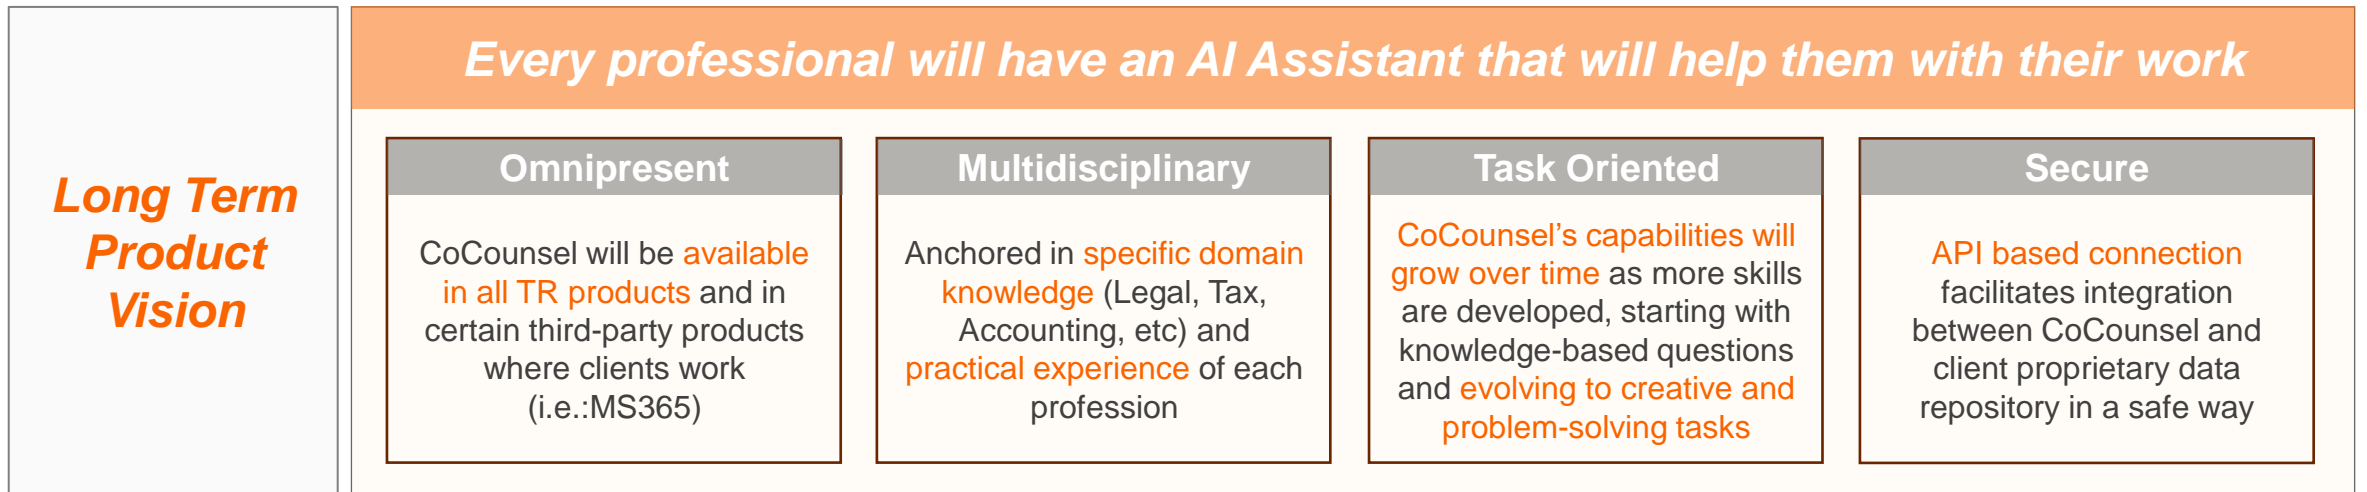 Long Term
Product
Vision
Every professional will have an AI Assistant that will help them with their work
Omnipresent
CoCounsel will be available
in all TR products and in
certain third-party products
where clients work
(i.e.:MS365)
Multidisciplinary
Anchored in specific domain
knowledge (Legal, Tax,
Accounting, etc) and
practical experience of each
profession
Task Oriented
CoCounsel's capabilities will
grow over time as more skills
are developed, starting with
knowledge-based questions
and evolving to creative and
problem-solving tasks
Secure
API based connection
facilitates integration
between CoCounsel and
client proprietary data
repository in a safe way